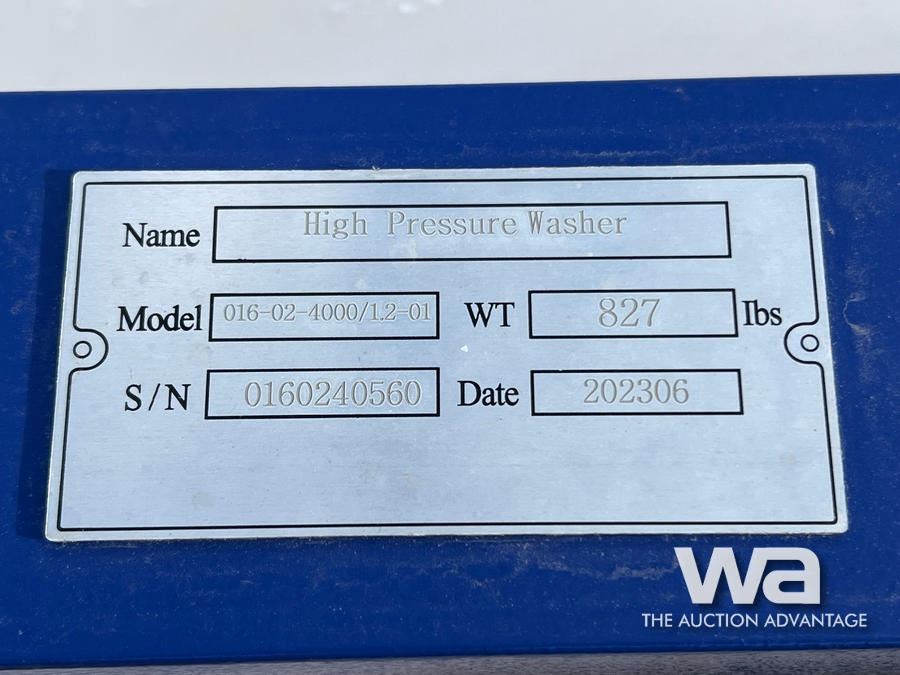 Name High Pressure Washer
Model 016-02-4000/1.2-01 WT 827 Ibs
S/N 0160240560 Date 202306
wa
THE AUCTION ADVANTAGE